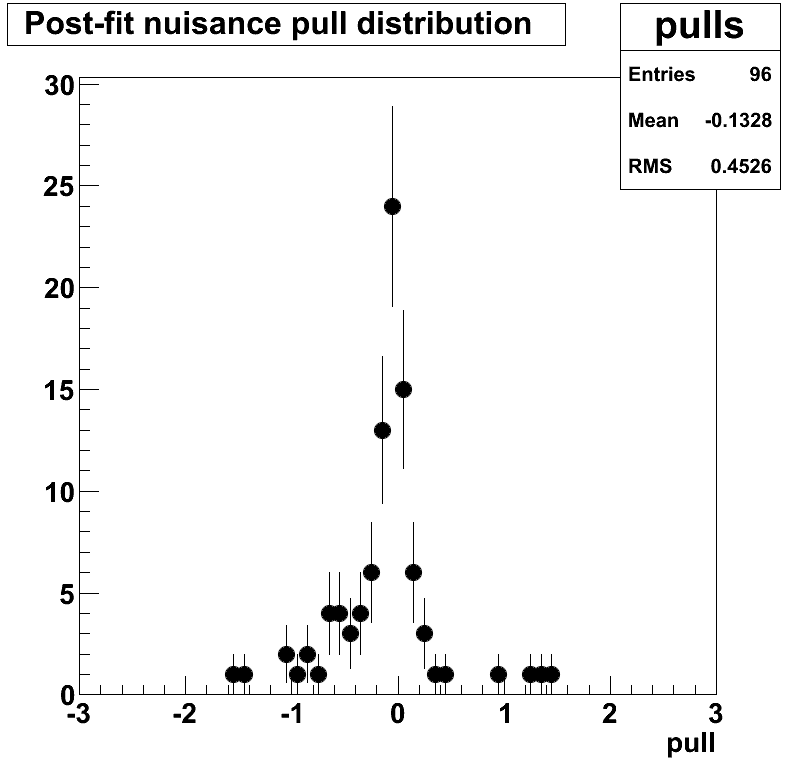 Post-fit nuisance pull distribution
pulls
Entries 96
Mean -0.1328
RMS 0.4526
30
25
20
15
10
5
0
-3 -2 -1 0 1 2 3
pull